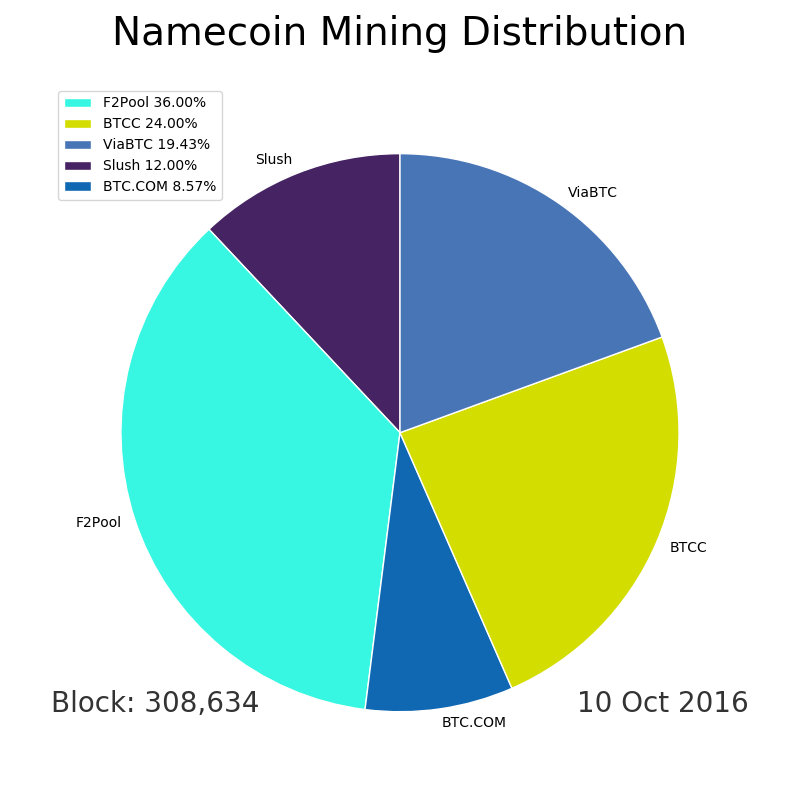 Namecoin Mining Distribution
F2Pool 36.00%
BTCC 24.00%
ViaBTC 19.43%
Slush 12.00%
BTC.COM 8.57%
Slush
ViaBTC
F2Pool
BTCC
BTC.COM
Block: 308,634
10 Oct 2016